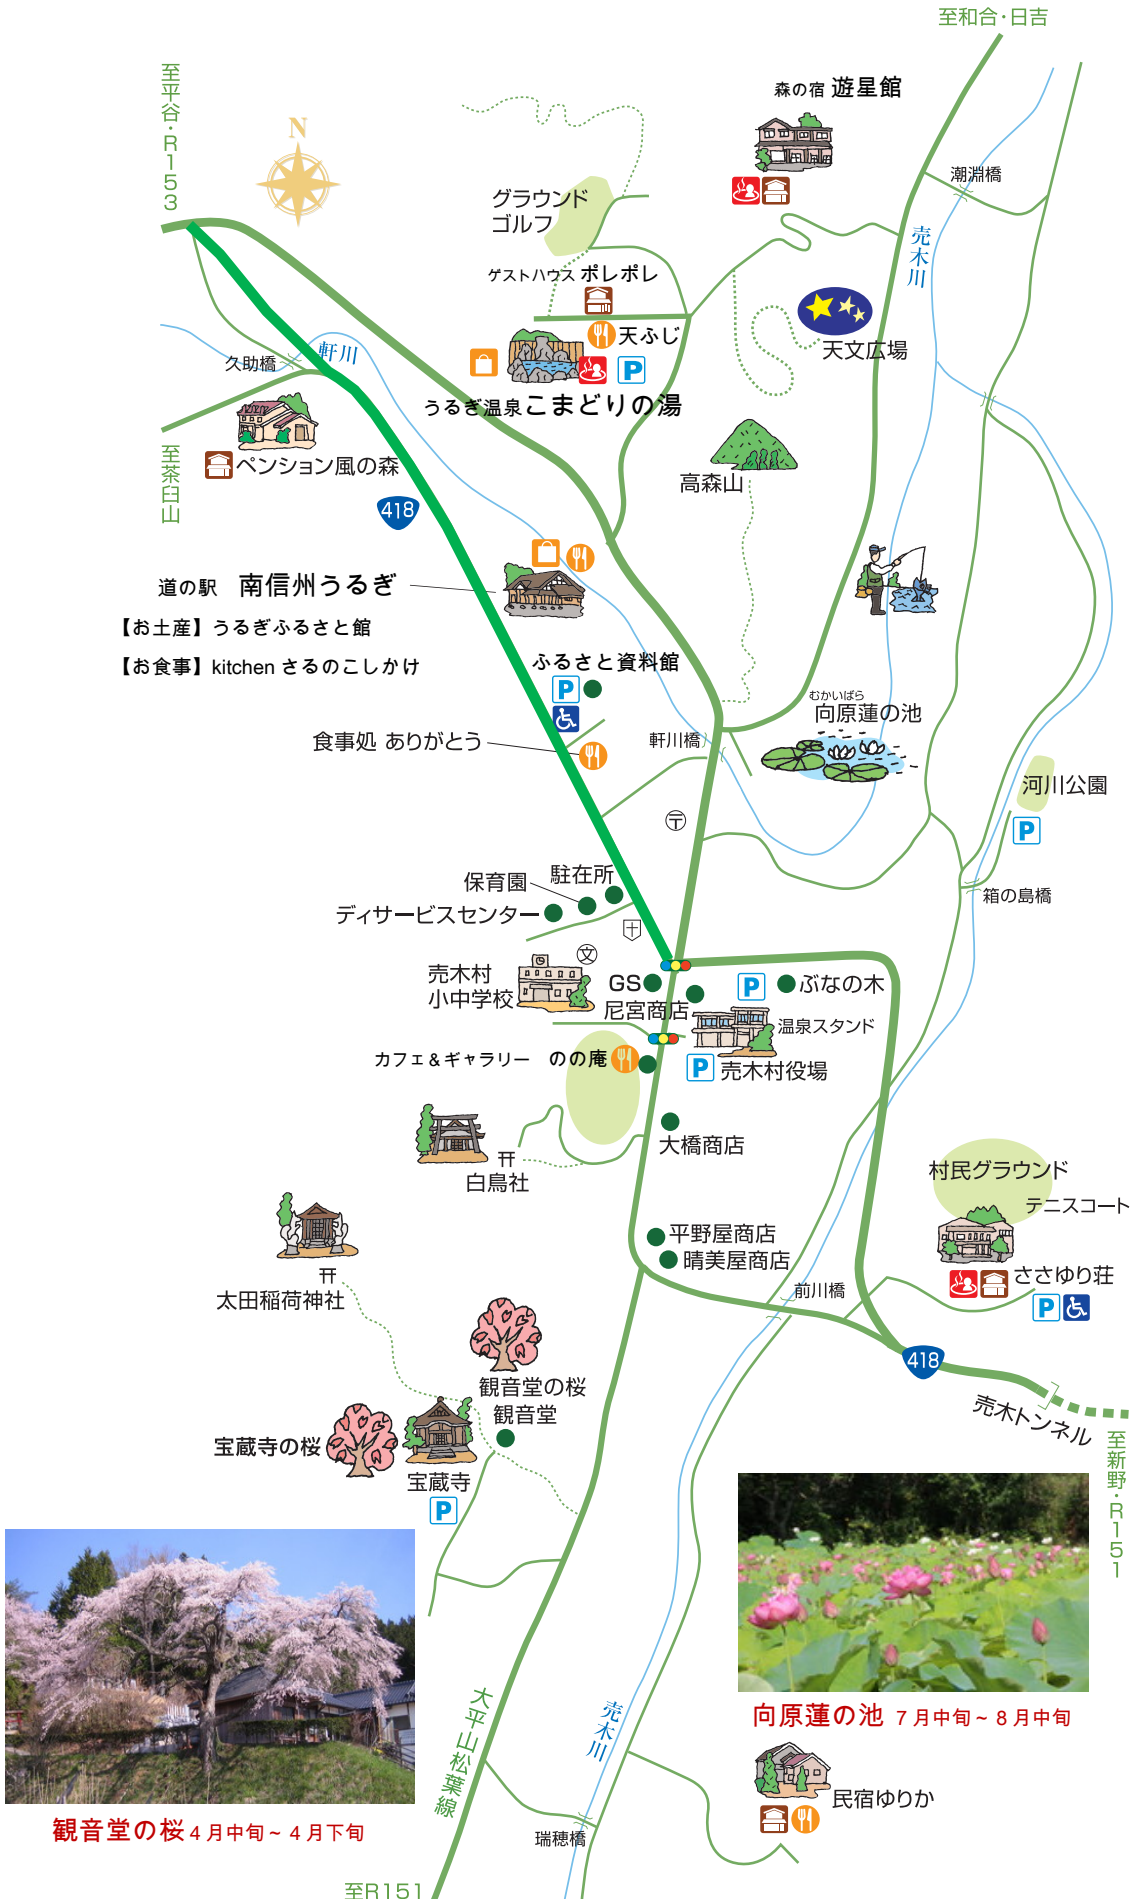 至和合・日吉
至平谷・R153
N
森の宿 遊星館
潮淵橋
グラウンド
ゴルフ
売木川
ゲストハウス ポレポレ
天ふじ
天文広場
久助橋
軒川
P
うるぎ温泉こまどりの湯
至茶臼山
ペンション風の森
高森山
418
道の駅 南信州うるぎ
【お土産】うるぎふるさと館
【お食事】kitchen さるのこしかけ
ふるさと資料館
P
むかいばら
向原蓮の池
食事処 ありがとう
軒川橋
河川公園
P
〒
駐在所
保育園
箱の島橋
ディサービスセンター
文
売木村
小中学校
GS
P
ぶなの木
尼宮商店
温泉スタンド
カフェ&ギャラリー のの庵
P
売木村役場
大橋商店
白鳥社
村民グラウンド
テニスコート
平野屋商店
晴美屋商店
ささゆり荘
P
太田稲荷神社
前川橋
418
観音堂の桜
観音堂
売木トンネル
宝蔵寺の桜
宝蔵寺
P
至新野・R151
大平山松葉線
売木川
向原蓮の池 7月中旬~8月中旬
民宿ゆりか
観音堂の桜4月中旬~4月下旬
瑞穂橋
至R151